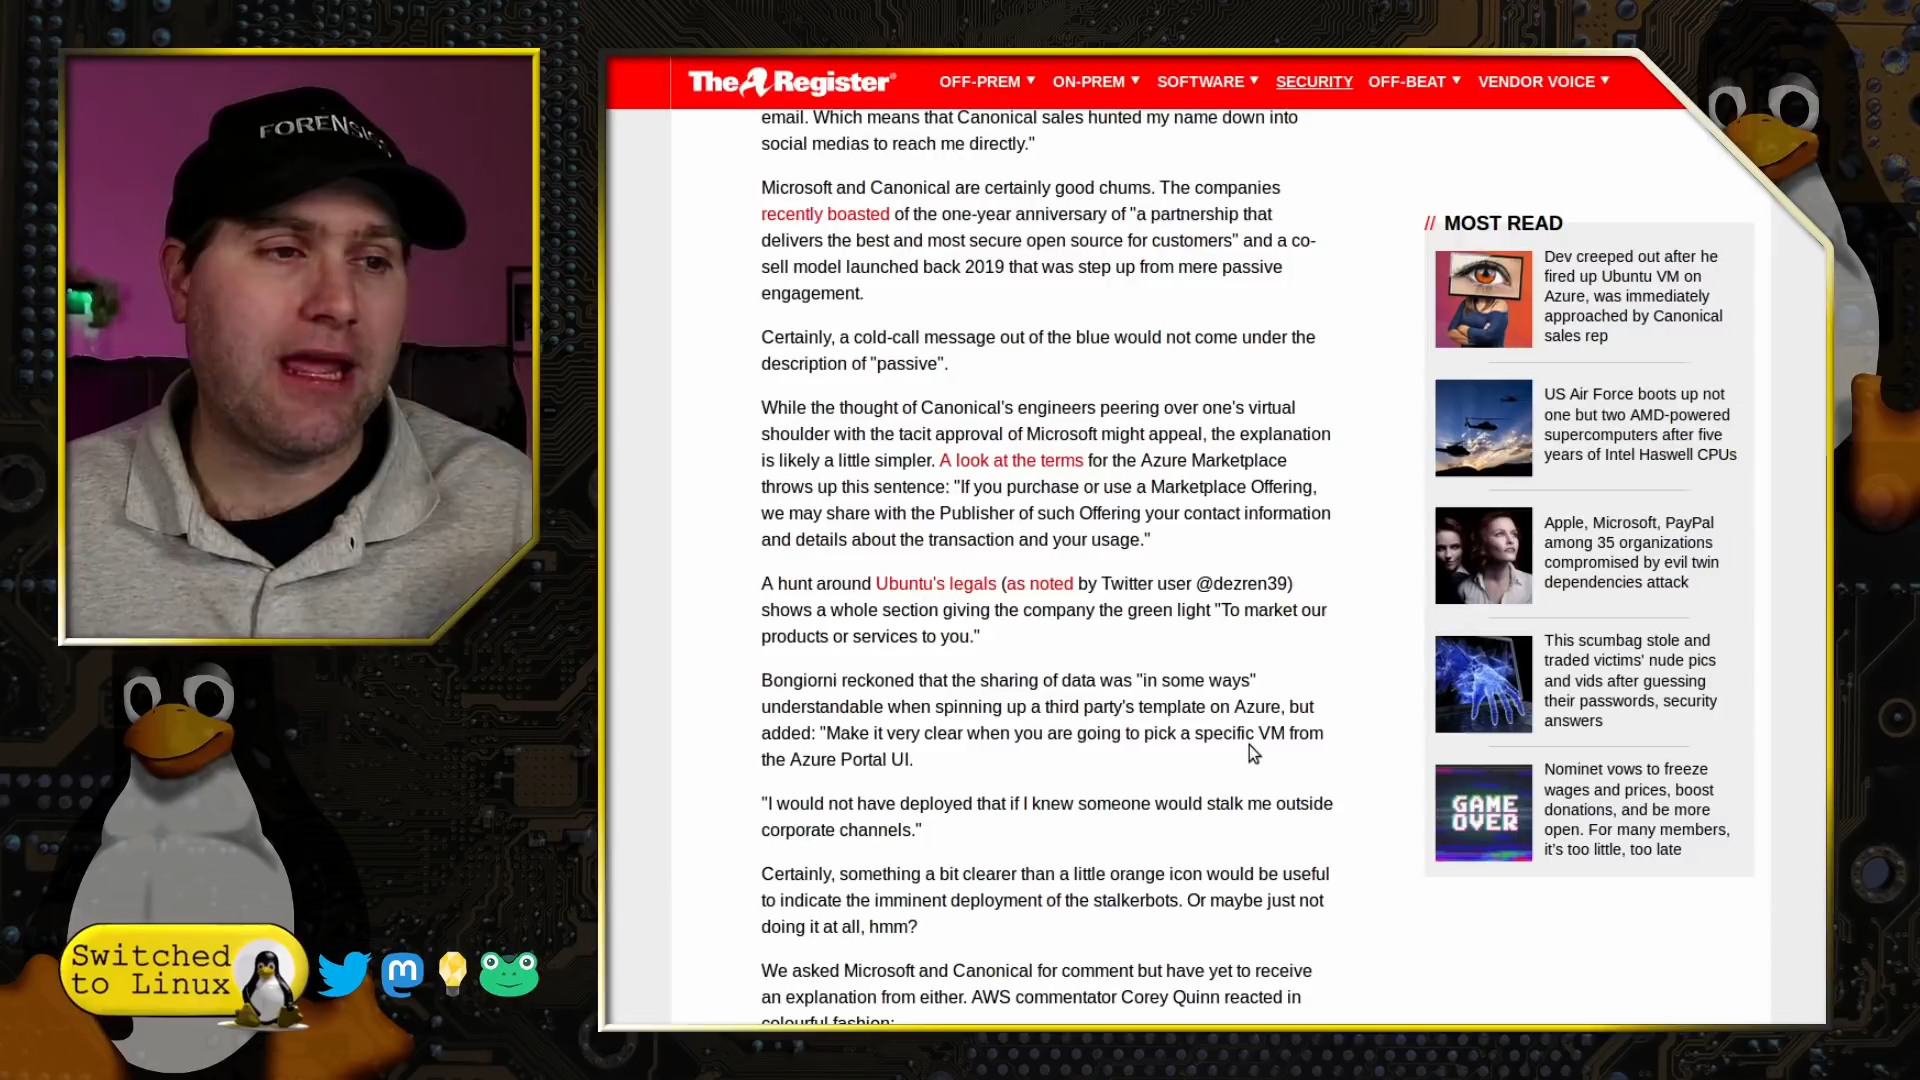 FORENSI
The Register
OFF-PREM
ON-PREM
SOFTWARE
SECURITY
OFF-BEAT
VENDOR VOICE
email. Which means that Canonical sales hunted my name down into
social medias to reach me directly."
Microsoft and Canonical are certainly good chums. The companies
recently boasted of the one-year anniversary of "a partnership that
delivers the best and most secure open source for customers" and a co-
sell model launched back 2019 that was step up from mere passive
engagement.
Certainly, a cold-call message out of the blue would not come under the
description of "passive".
While the thought of Canonical's engineers peering over one's virtual
shoulder with the tacit approval of Microsoft might appeal, the explanation
is likely a little simpler. A look at the terms for the Azure Marketplace
throws up this sentence: "If you purchase or use a Marketplace Offering,
we may share with the Publisher of such Offering your contact information
and details about the transaction and your usage."
A hunt around Ubuntu's legals (as noted by Twitter user @dezren39)
shows a whole section giving the company the green light "To market our
products or services to you."
Bongiorni reckoned that the sharing of data was "in some ways"
understandable when spinning up a third party's template on Azure, but
added: "Make it very clear when you are going to pick a specific VM from
the Azure Portal UI.
"I would not have deployed that if I knew someone would stalk me outside
corporate channels."
Certainly, something a bit clearer than a little orange icon would be useful
to indicate the imminent deployment of the stalkerbots. Or maybe just not
doing it at all, hmm?
We asked Microsoft and Canonical for comment but have yet to receive
an explanation from either. AWS commentator Corey Quinn reacted in
colourful fashion:
// MOST READ
Dev creeped out after he
fired up Ubuntu VM on
Azure, was immediately
approached by Canonical
sales rep
US Air Force boots up not
one but two AMD-powered
supercomputers after five
years of Intel Haswell CPUs
Apple, Microsoft, PayPal
among 35 organizations
compromised by evil twin
dependencies attack
This scumbag stole and
traded victims' nude pics
and vids after guessing
their passwords, security
answers
GAME
OVER
Nominet vows to freeze
wages and prices, boost
donations, and be more
open. For many members,
it's too little, too late
Switched
to Linux